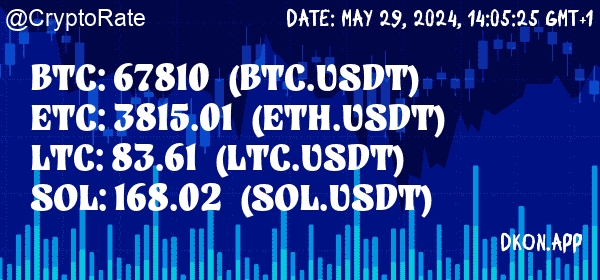 @CryptoRate
DATE: MAY 29, 2024, 14:05:25 GMT+1
BTC: 67810 (BTC.USDT)
ETC: 3815.01 (ETH.USDT)
LTC: 83.61 (LTC.USDT)
SOL: 168.02 (SOL.USDT)
DKON.APP